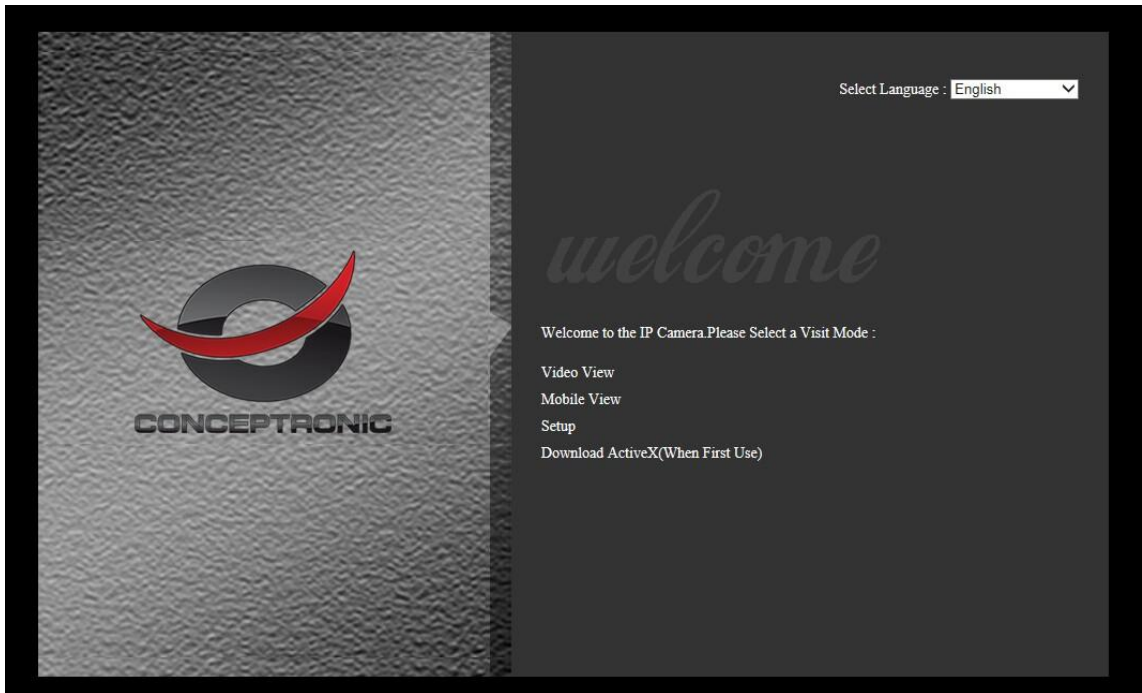 Select Language : English
welcome
Welcome to the IP Camera.Please Select a Visit Mode :
Video View
Mobile View
Setup
Download ActiveX(When First Use)
CONCEPTRONIC